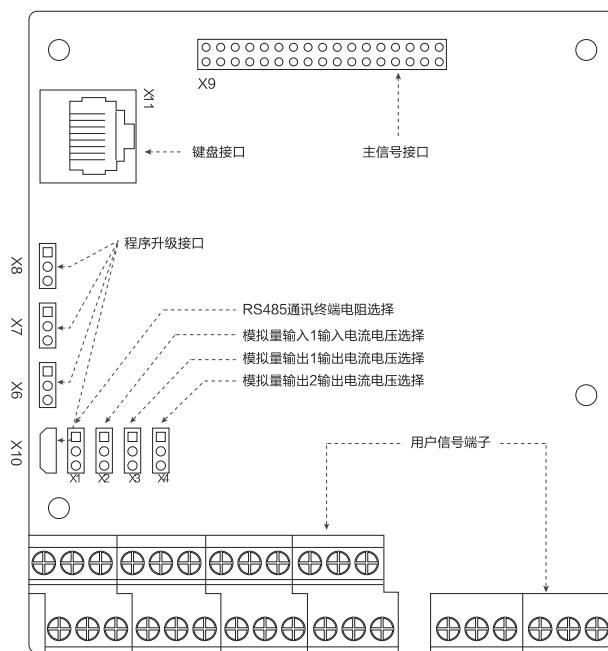 X9
X11
键盘接口
主信号接口
程序升级接口
X8
X7
RS485通讯终端电阻选择
模拟量输入1输入电流电压选择
模拟量输出1输出电流电压选择
模拟量输出2输出电流电压选择
X6
用户信号端子
X10
X1
X2
X3
X4